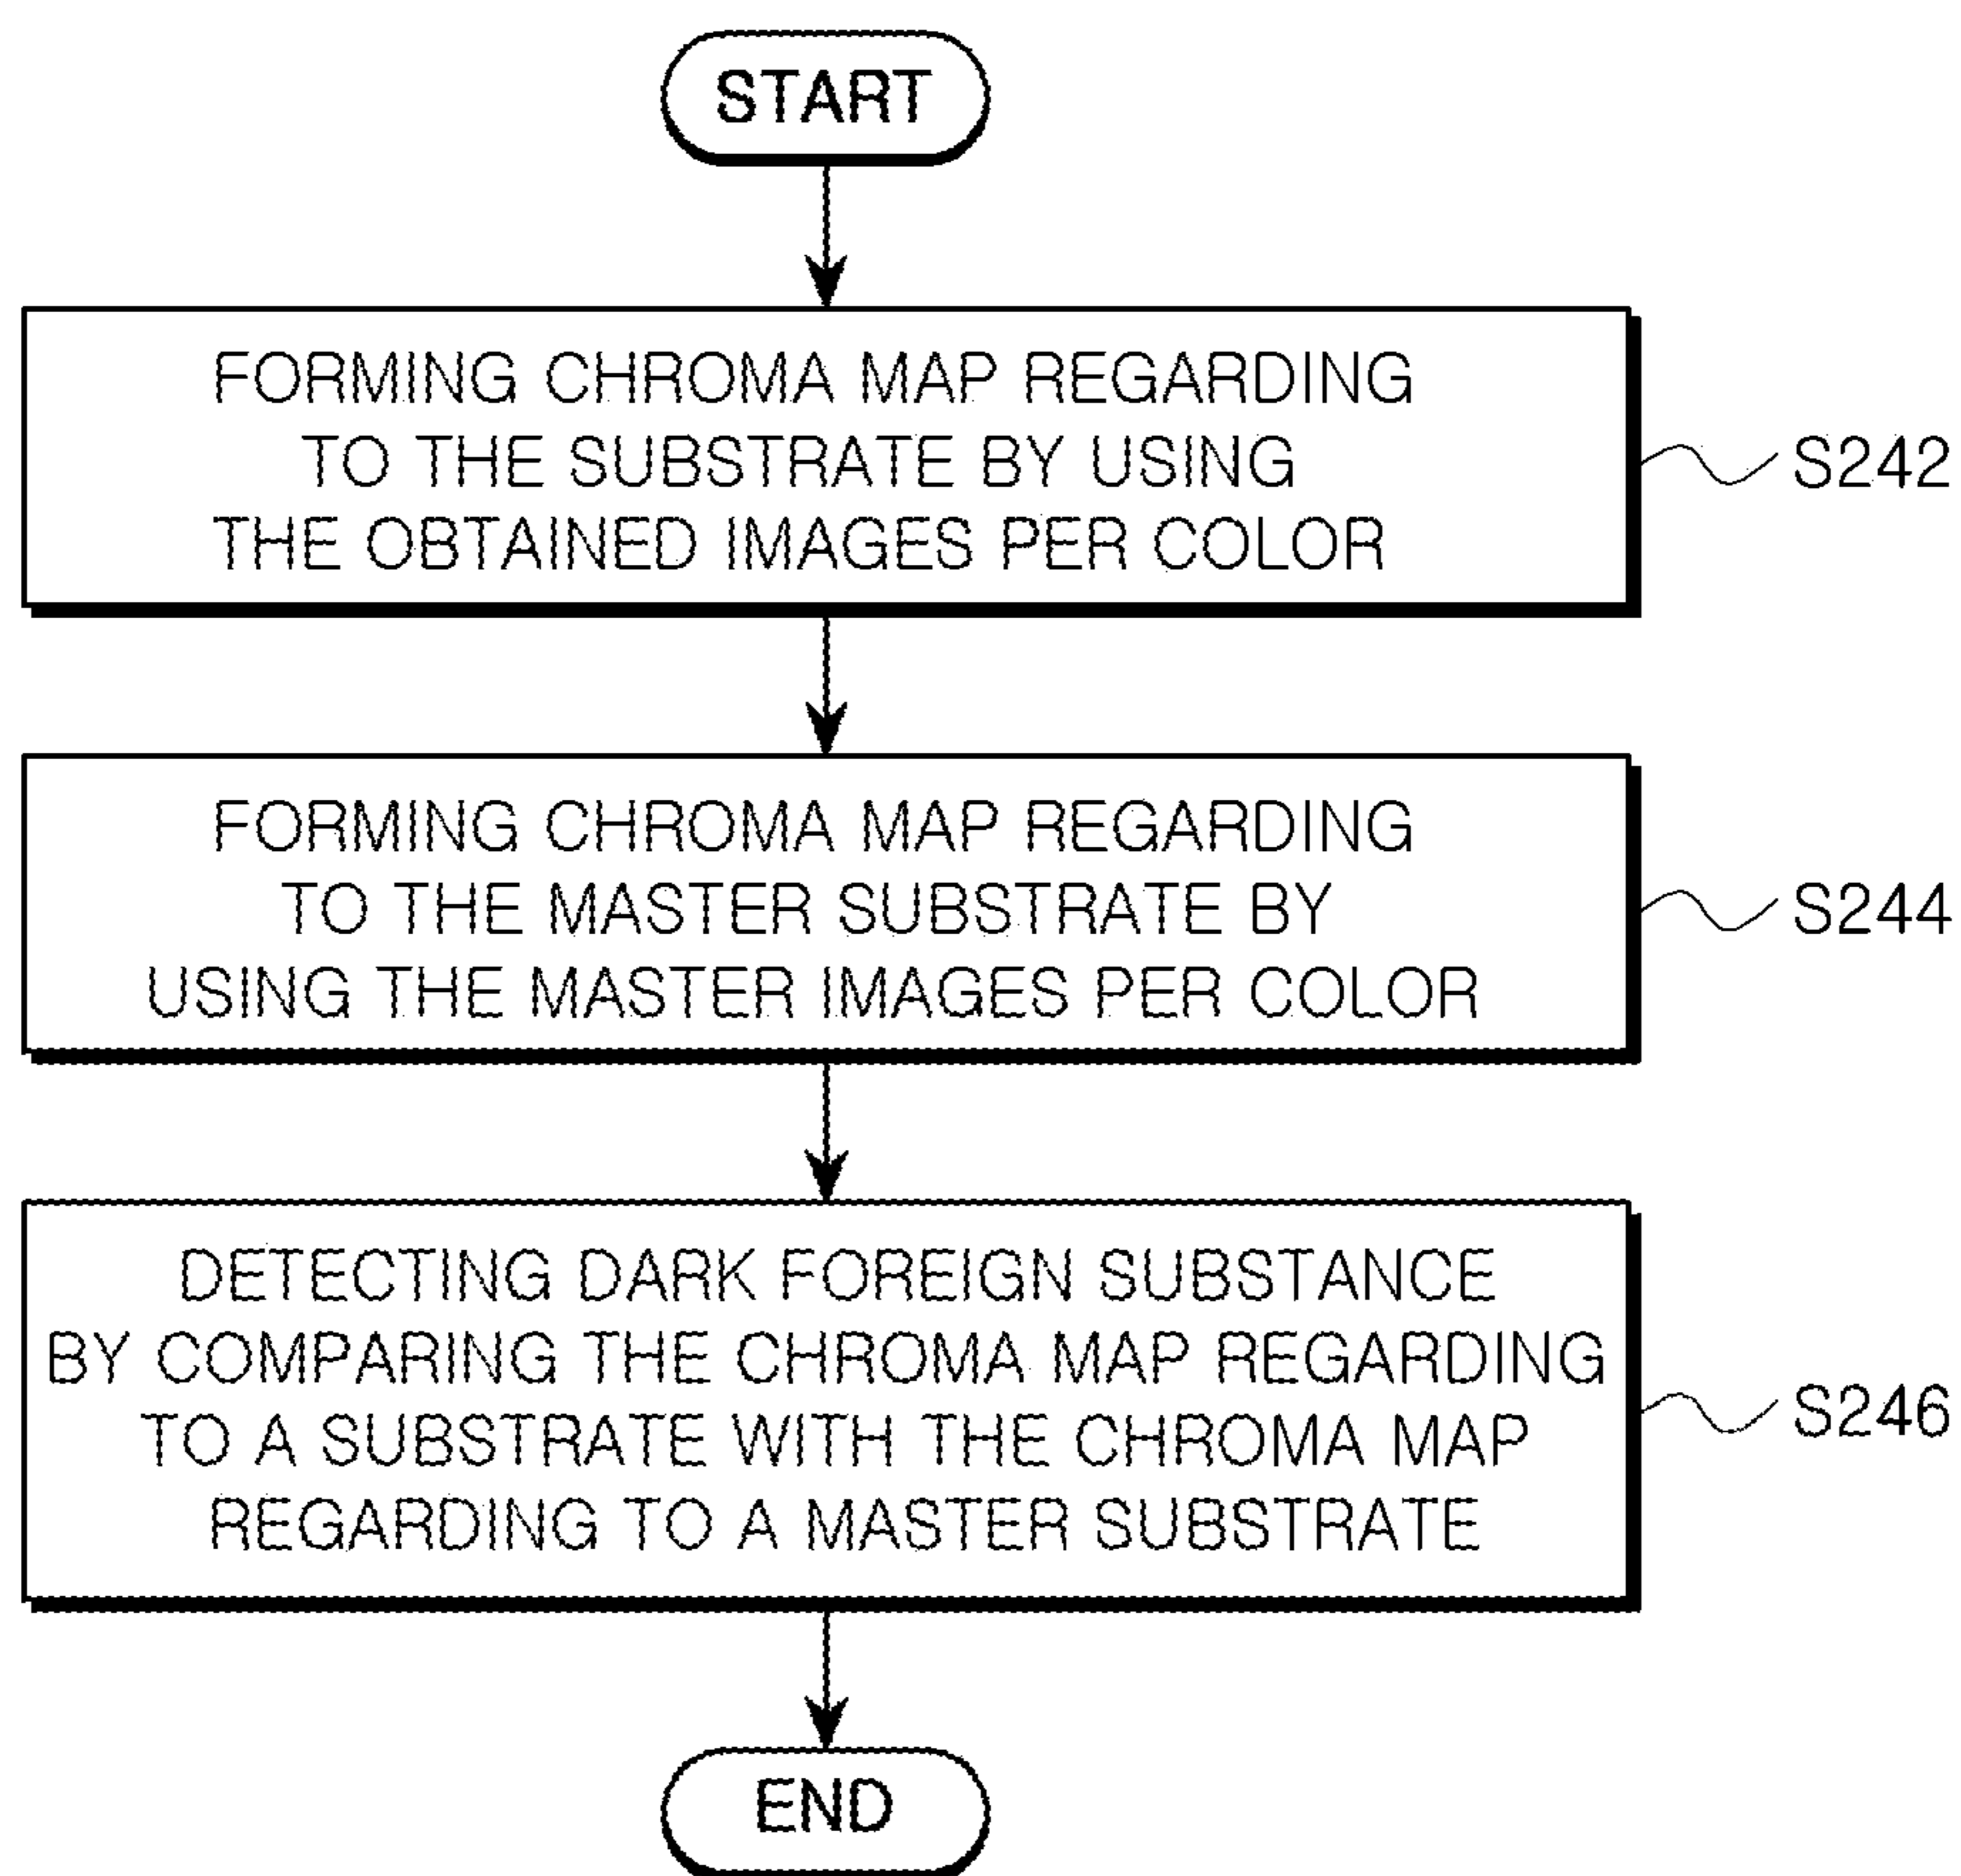 START
FORMING CHROMA MAP REGARDING
TO THE SUBSTRATE BY USING
THE OBTAINED IMAGES PER COLOR
S242
FORMING CHROMA MAP REGARDING
TO THE MASTER SUBSTRATE BY
USING THE MASTER IMAGES PER COLOR
S244
DETECTING DARK FOREIGN SUBSTANCE
BY COMPARING THE CHROMA MAP REGARDING
TO A SUBSTRATE WITH THE CHROMA MAP
REGARDING TO A MASTER SUBSTRATE
S246
END